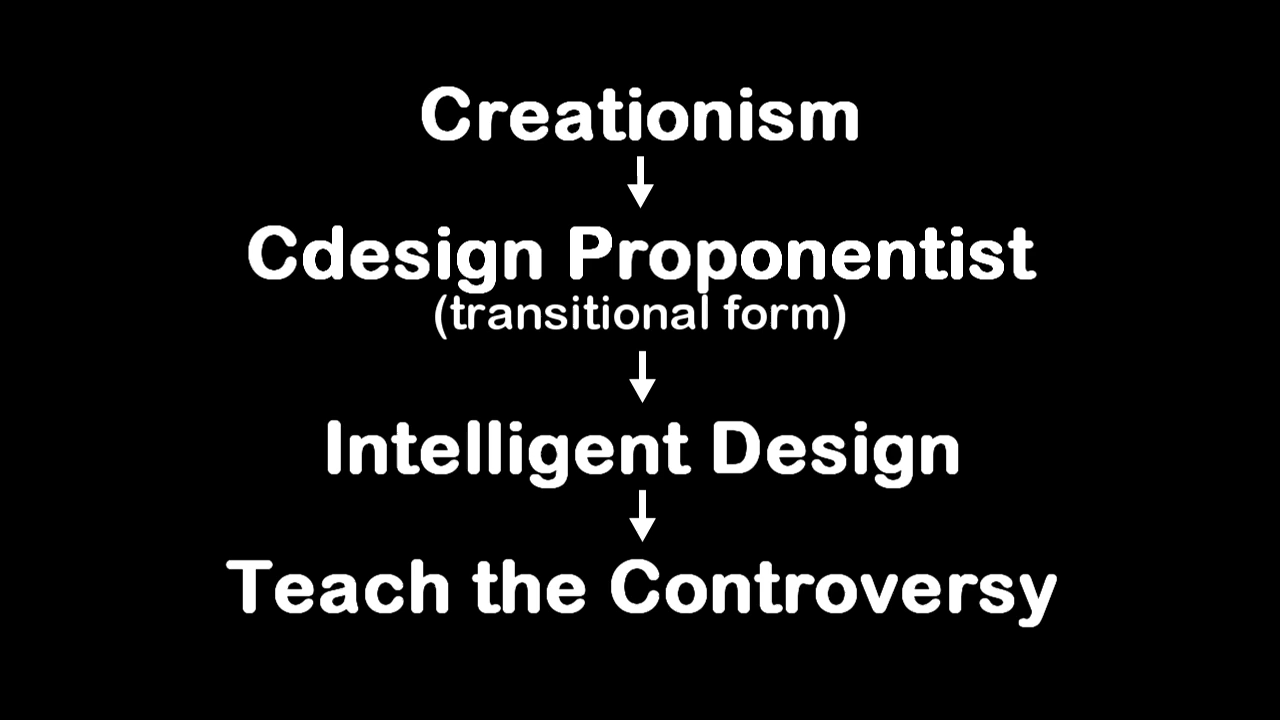 Creationism
Cdesign Proponentist
(transitional form)
Intelligent Design
Teach the Controversy